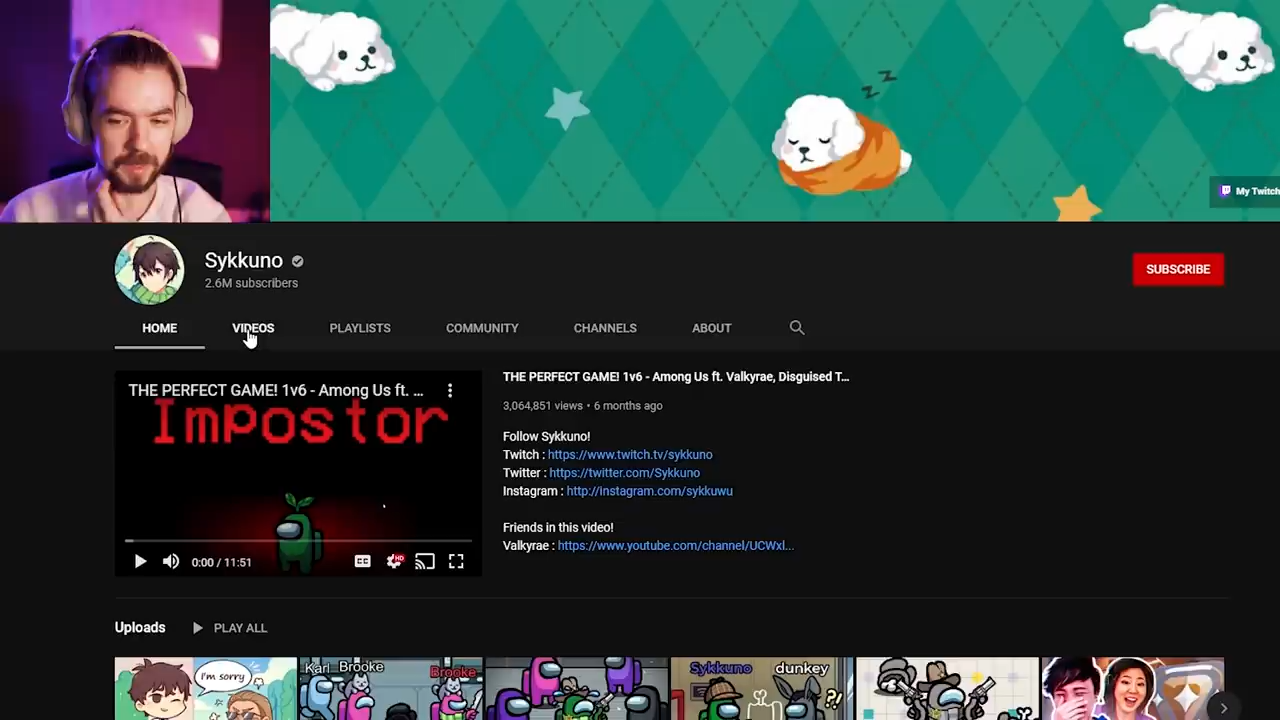 z z
My Twitch
Sykkuno
2.6M subscribers
SUBSCRIBE
HOME VIDEOS PLAYLISTS COMMUNITY CHANNELS ABOUT
THE PERFECT GAME! 1v6 - Among Us ft. ...
Impostor
0:00 / 11:51
CC
HD
THE PERFECT GAME! 1v6 - Among Us ft. Valkyrae, Disguised T...
3,064,851 views • 6 months ago
Follow Sykkuno!
Twitch : https://www.twitch.tv/sykkuno
Twitter : https://twitter.com/Sykkuno
Instagram : http://instagram.com/sykkuwu
Friends in this video!
Valkyrae : https://www.youtube.com/channel/UCWxl...
Uploads PLAY ALL
I'm sorry
Karl Brooke
Brooke
Sykkuno dunkey
?!